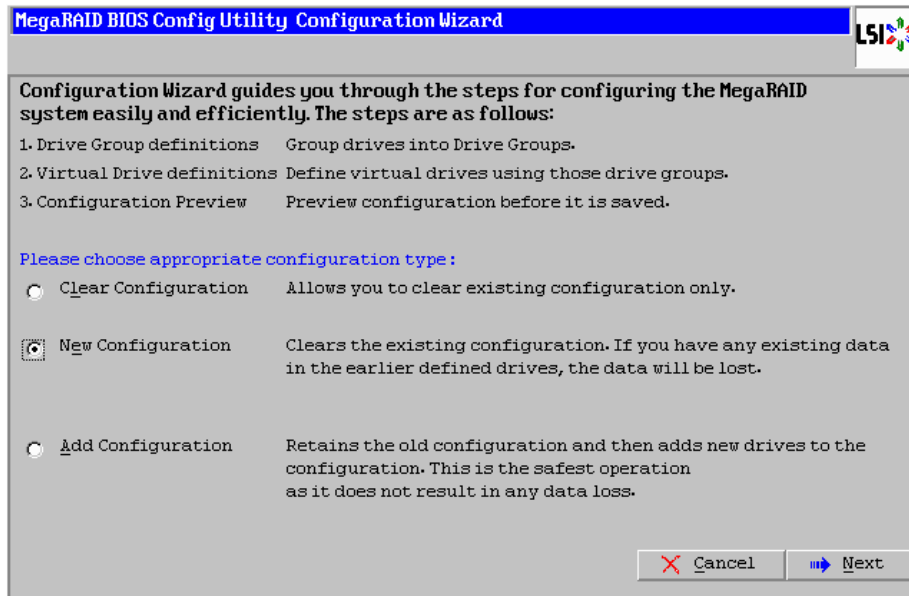 MegaRAID BIOS Config Utility Configuration Wizard
LSI
Configuration Wizard guides you through the steps for configuring the MegaRAID
system easily and efficiently. The steps are as follows:
1. Drive Group definitions Group drives into Drive Groups.
2. Virtual Drive definitions Define virtual drives using those drive groups.
3. Configuration Preview Preview configuration before it is saved.
Please choose appropriate configuration type:
Clear Configuration Allows you to clear existing configuration only.
New Configuration Clears the existing configuration. If you have any existing data
in the earlier defined drives, the data will be lost.
Add Configuration Retains the old configuration and then adds new drives to the
configuration. This is the safest operation
as it does not result in any data loss.
Cancel Next